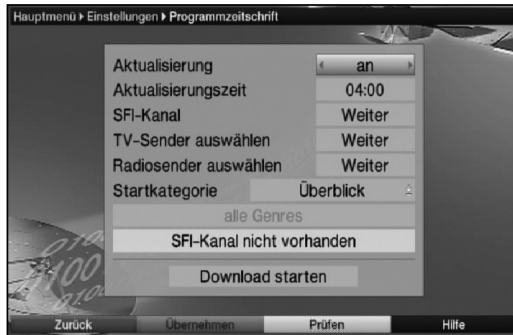 Hauptmenü ▸ Einstellungen ▸ Programmzeitschrift
Aktualisierung an
Aktualisierungszeit 04:00
SFI-Kanal Weiter
TV-Sender auswählen Weiter
Radiosender auswählen Weiter
Startkategorie Überblick
alle Genres
SFI-Kanal nicht vorhanden
Download starten
Zurück Übernehmen Prüfen Hilfe